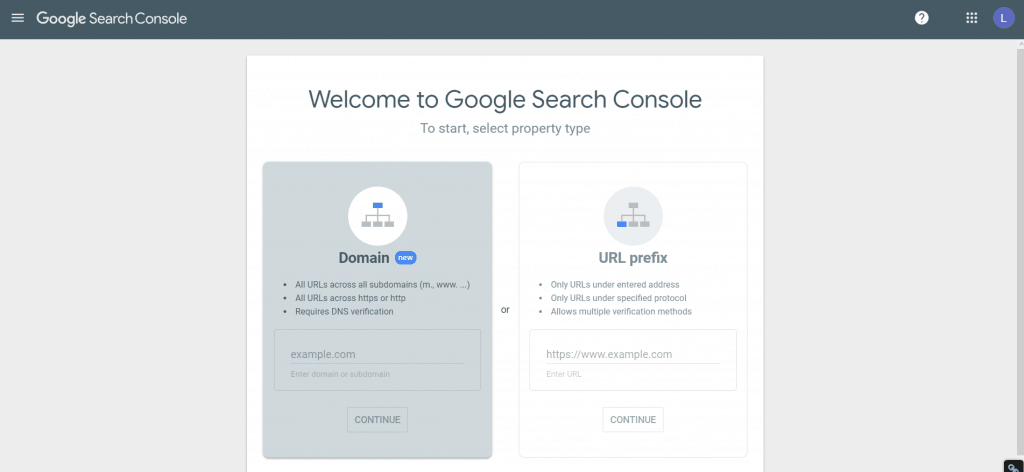 Google Search Console
L
Welcome to Google Search Console
To start, select property type
Domain new
All URLs across all subdomains (m., www. ...)
All URLs across https or http
Requires DNS verification
example.com
Enter domain or subdomain
CONTINUE
or
URL prefix
Only URLs under entered address
Only URLs under specified protocol
Allows multiple verification methods
https://www.example.com
Enter URL
CONTINUE